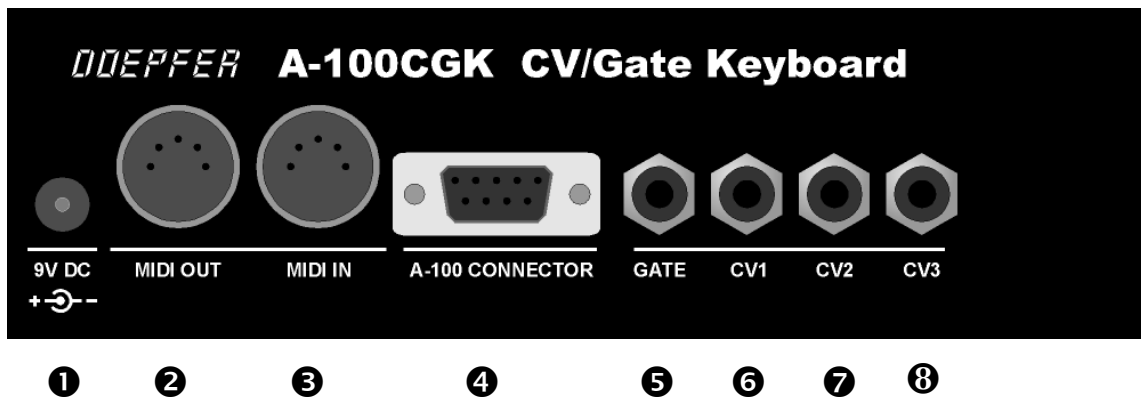 DOEPFER A-100CGK CV/Gate Keyboard
9V DC MIDI OUT MIDI IN A-100 CONNECTOR GATE CV1 CV2 CV3
+ - -
❶ ❷ ❸ ❹ ❺ ❻ ❼ ❽